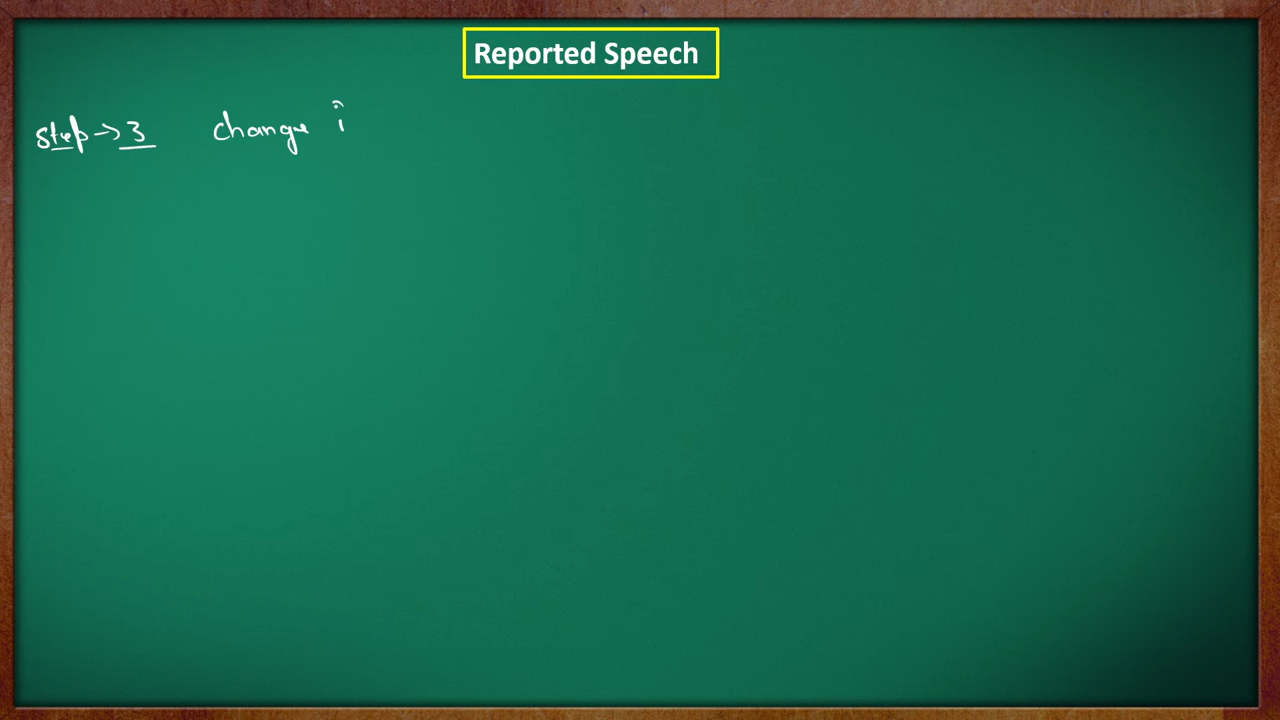 Reported Speech
step → 3 change i